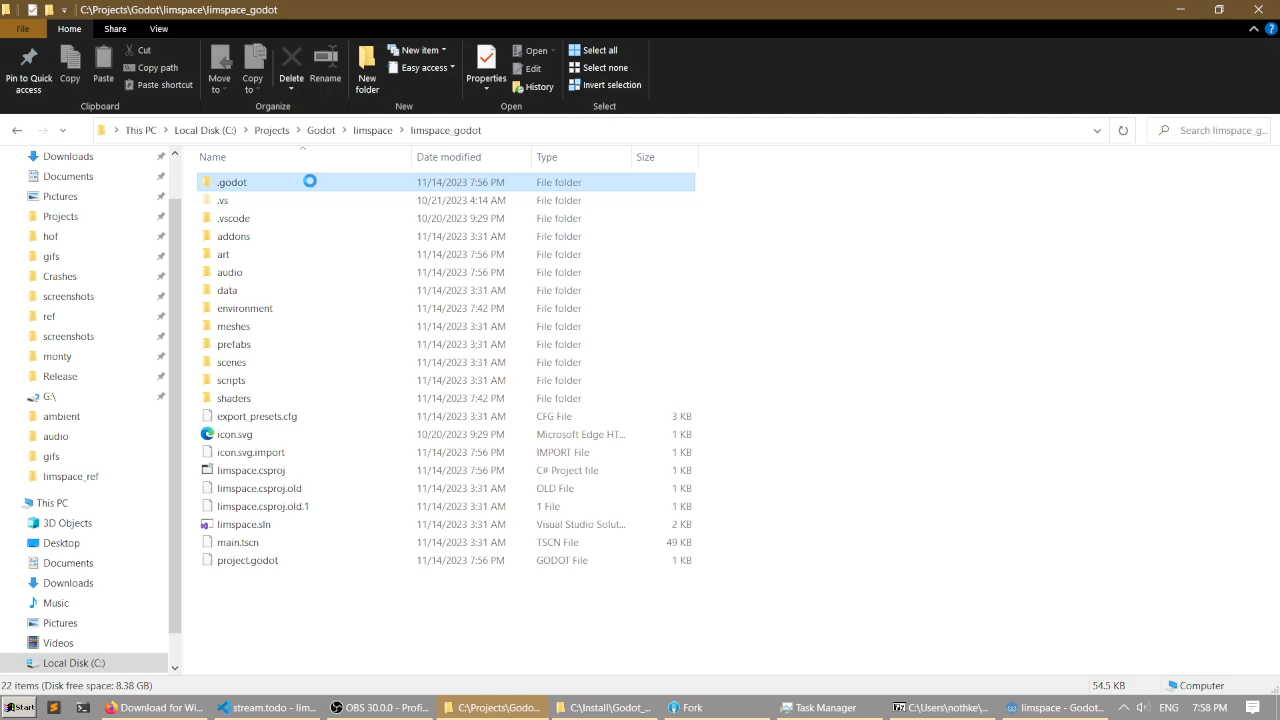 C:\Projects\Godot\limspace\limspace_godot
File Home Share View
Pin to Quick access
Copy
Paste
Cut
Copy path
Paste shortcut
Clipboard
Move to
Copy to
Delete
Rename
Organize
New folder
New item
Easy access
New
Properties
Open
Edit
History
Open
Select all
Select none
Invert selection
Select
This PC > Local Disk (C:) > Projects > Godot > limspace > limspace_godot
Search limspace_g...
Downloads
Documents
Pictures
Projects
hof
gifs
Crashes
screenshots
ref
screenshots
monty
Release
G:\
ambient
audio
gifs
limspace_ref
This PC
3D Objects
Desktop
Documents
Downloads
Music
Pictures
Videos
Local Disk (C:)
Name Date modified Type Size
.godot 11/14/2023 7:56 PM File folder
.vs 10/21/2023 4:14 AM File folder
.vscode 10/20/2023 9:29 PM File folder
addons 11/14/2023 3:31 AM File folder
art 11/14/2023 7:56 PM File folder
audio 11/14/2023 7:56 PM File folder
data 11/14/2023 3:31 AM File folder
environment 11/14/2023 7:42 PM File folder
meshes 11/14/2023 3:31 AM File folder
prefabs 11/14/2023 3:31 AM File folder
scenes 11/14/2023 3:31 AM File folder
scripts 11/14/2023 3:31 AM File folder
shaders 11/14/2023 7:42 PM File folder
export_presets.cfg 11/14/2023 3:31 AM CFG File 3 KB
icon.svg 10/20/2023 9:29 PM Microsoft Edge HT... 1 KB
icon.svg.import 11/14/2023 7:56 PM IMPORT File 1 KB
limspace.csproj 11/14/2023 7:56 PM C# Project file 1 KB
limspace.csproj.old 11/14/2023 3:31 AM OLD File 1 KB
limspace.csproj.old.1 11/14/2023 3:31 AM 1 File 1 KB
limspace.sln 11/14/2023 3:31 AM Visual Studio Solut... 2 KB
main.tscn 11/14/2023 3:31 AM TSCN File 49 KB
project.godot 11/14/2023 7:56 PM GODOT File 1 KB
22 items (Disk free space: 8.38 GB) 54.5 KB Computer
Start Download for Wi... stream.todo - lim... OBS 30.0.0 - Profi... C:\Projects\Godot... C:\Install\Godot_... Fork Task Manager C:\Users\nothke\... limspace - Godot... ENG 7:58 PM